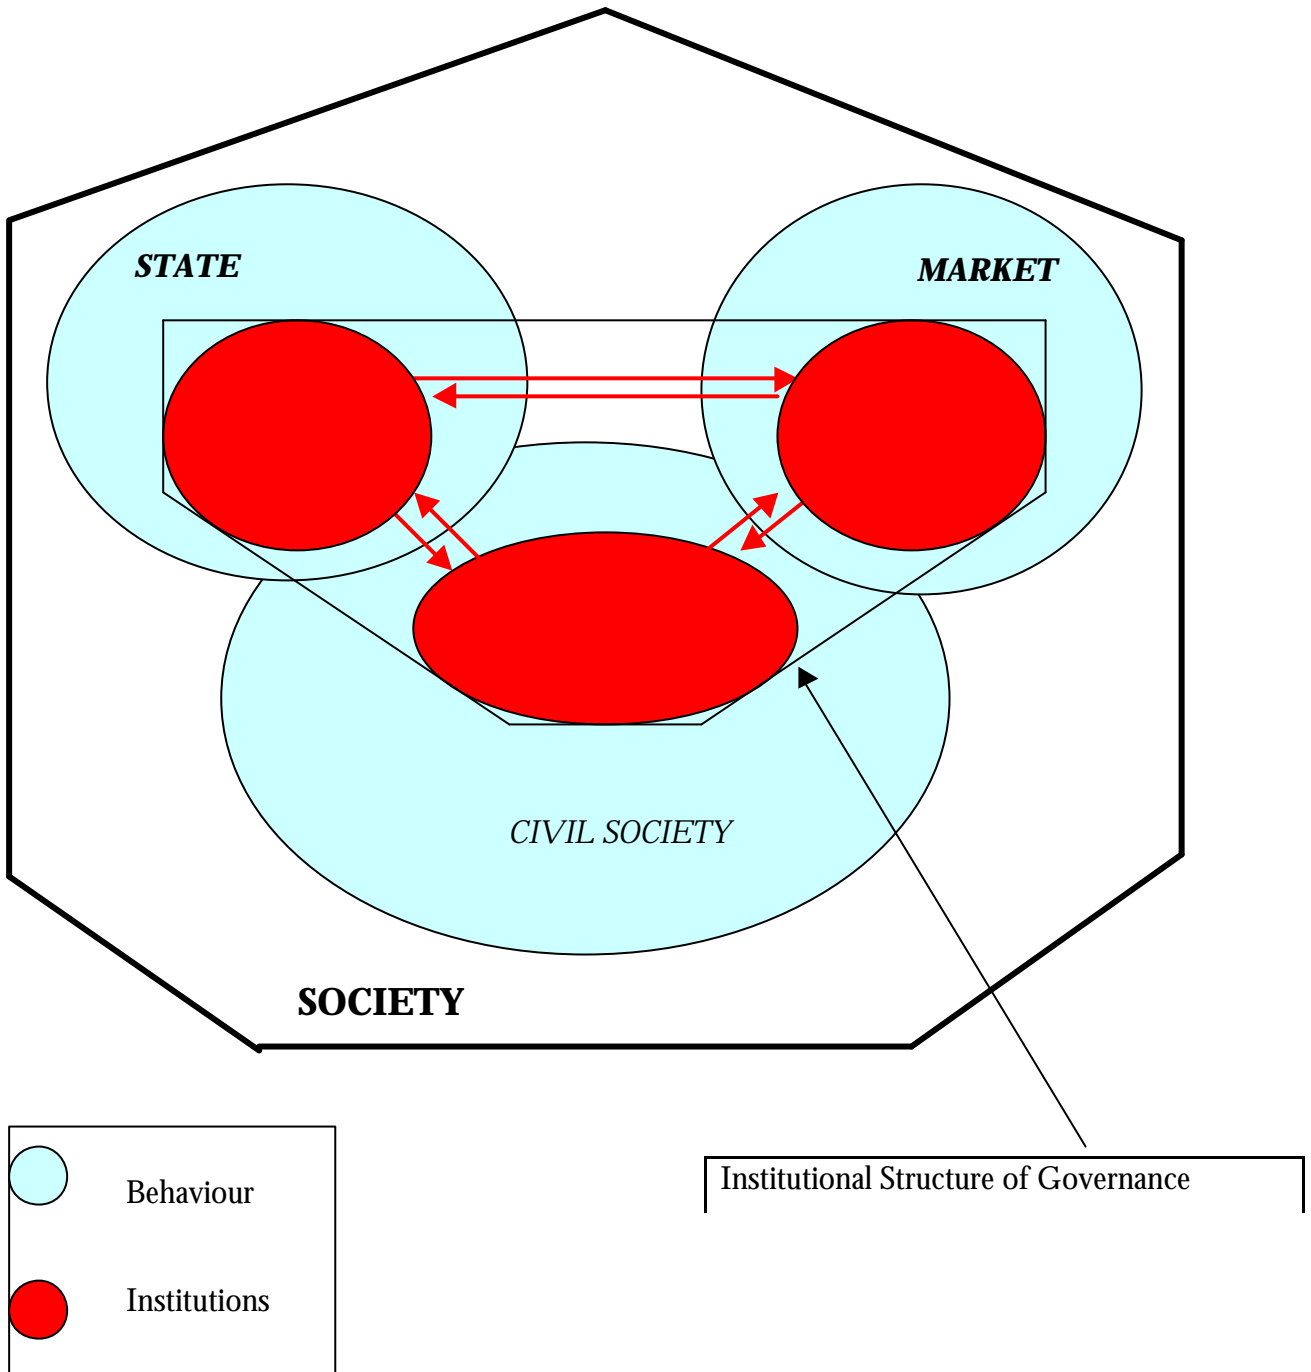 STATE
MARKET
CIVIL SOCIETY
SOCIETY
Behaviour
Institutional Structure of Governance
Institutions